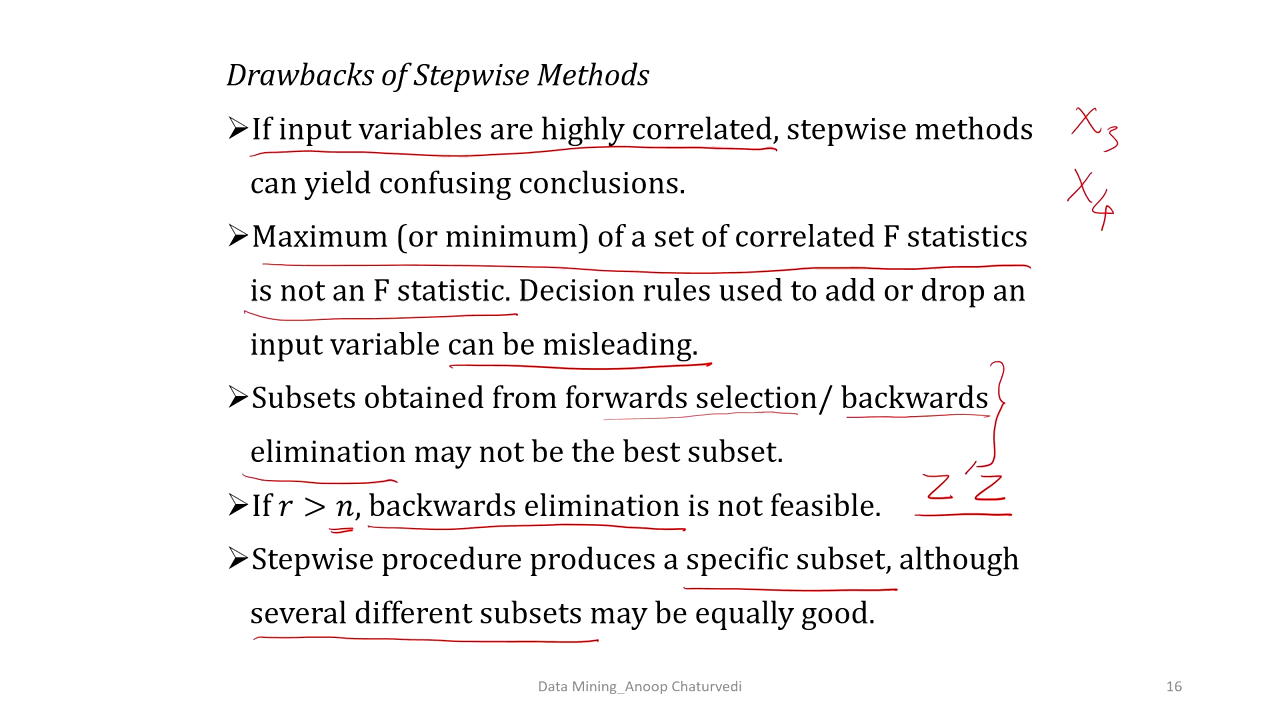 Drawbacks of Stepwise Methods
➢If input variables are highly correlated, stepwise methods
can yield confusing conclusions.
➢Maximum (or minimum) of a set of correlated F statistics
is not an F statistic. Decision rules used to add or drop an
input variable can be misleading.
➢Subsets obtained from forwards selection/ backwards
elimination may not be the best subset.
➢If r > n, backwards elimination is not feasible.
➢Stepwise procedure produces a specific subset, although
several different subsets may be equally good.
X3
X4
Z'Z
Data Mining_Anoop Chaturvedi
16